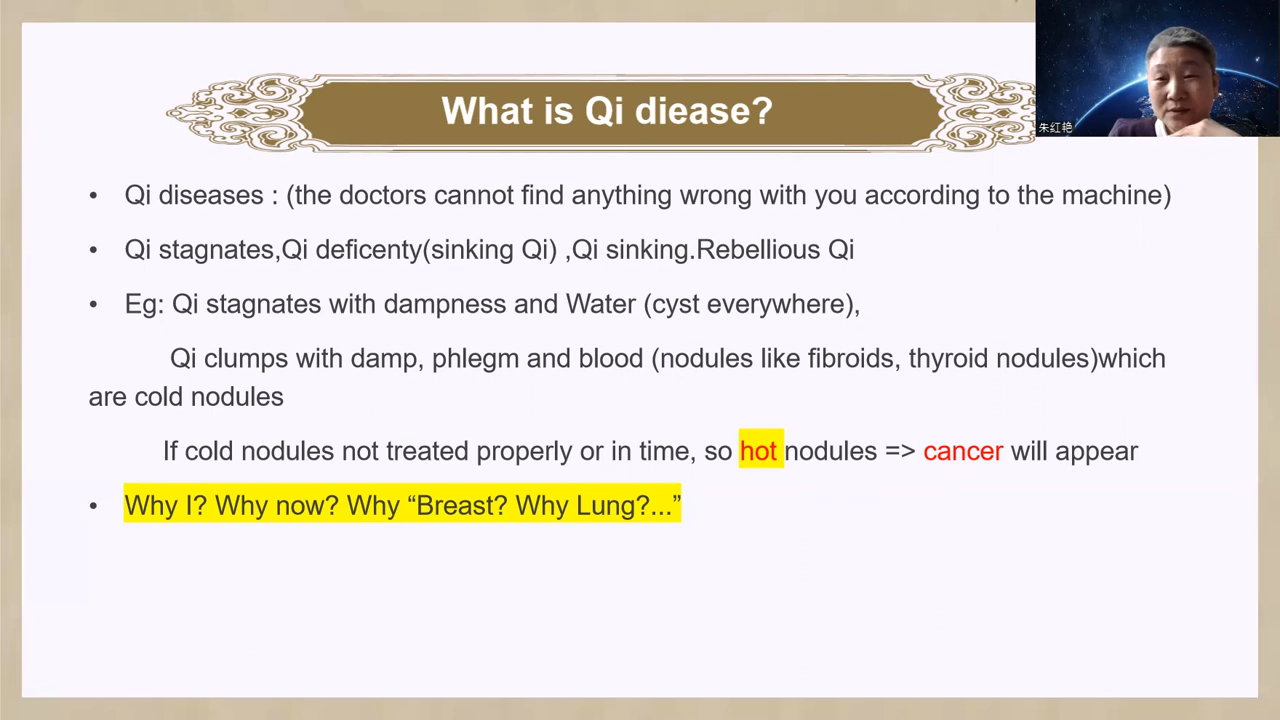 What is Qi diease?
朱红艳
• Qi diseases : (the doctors cannot find anything wrong with you according to the machine)
• Qi stagnates,Qi deficenty(sinking Qi) ,Qi sinking.Rebellious Qi
• Eg: Qi stagnates with dampness and Water (cyst everywhere),
Qi clumps with damp, phlegm and blood (nodules like fibroids, thyroid nodules)which
are cold nodules
If cold nodules not treated properly or in time, so hot nodules => cancer will appear
• Why I? Why now? Why “Breast? Why Lung?...”